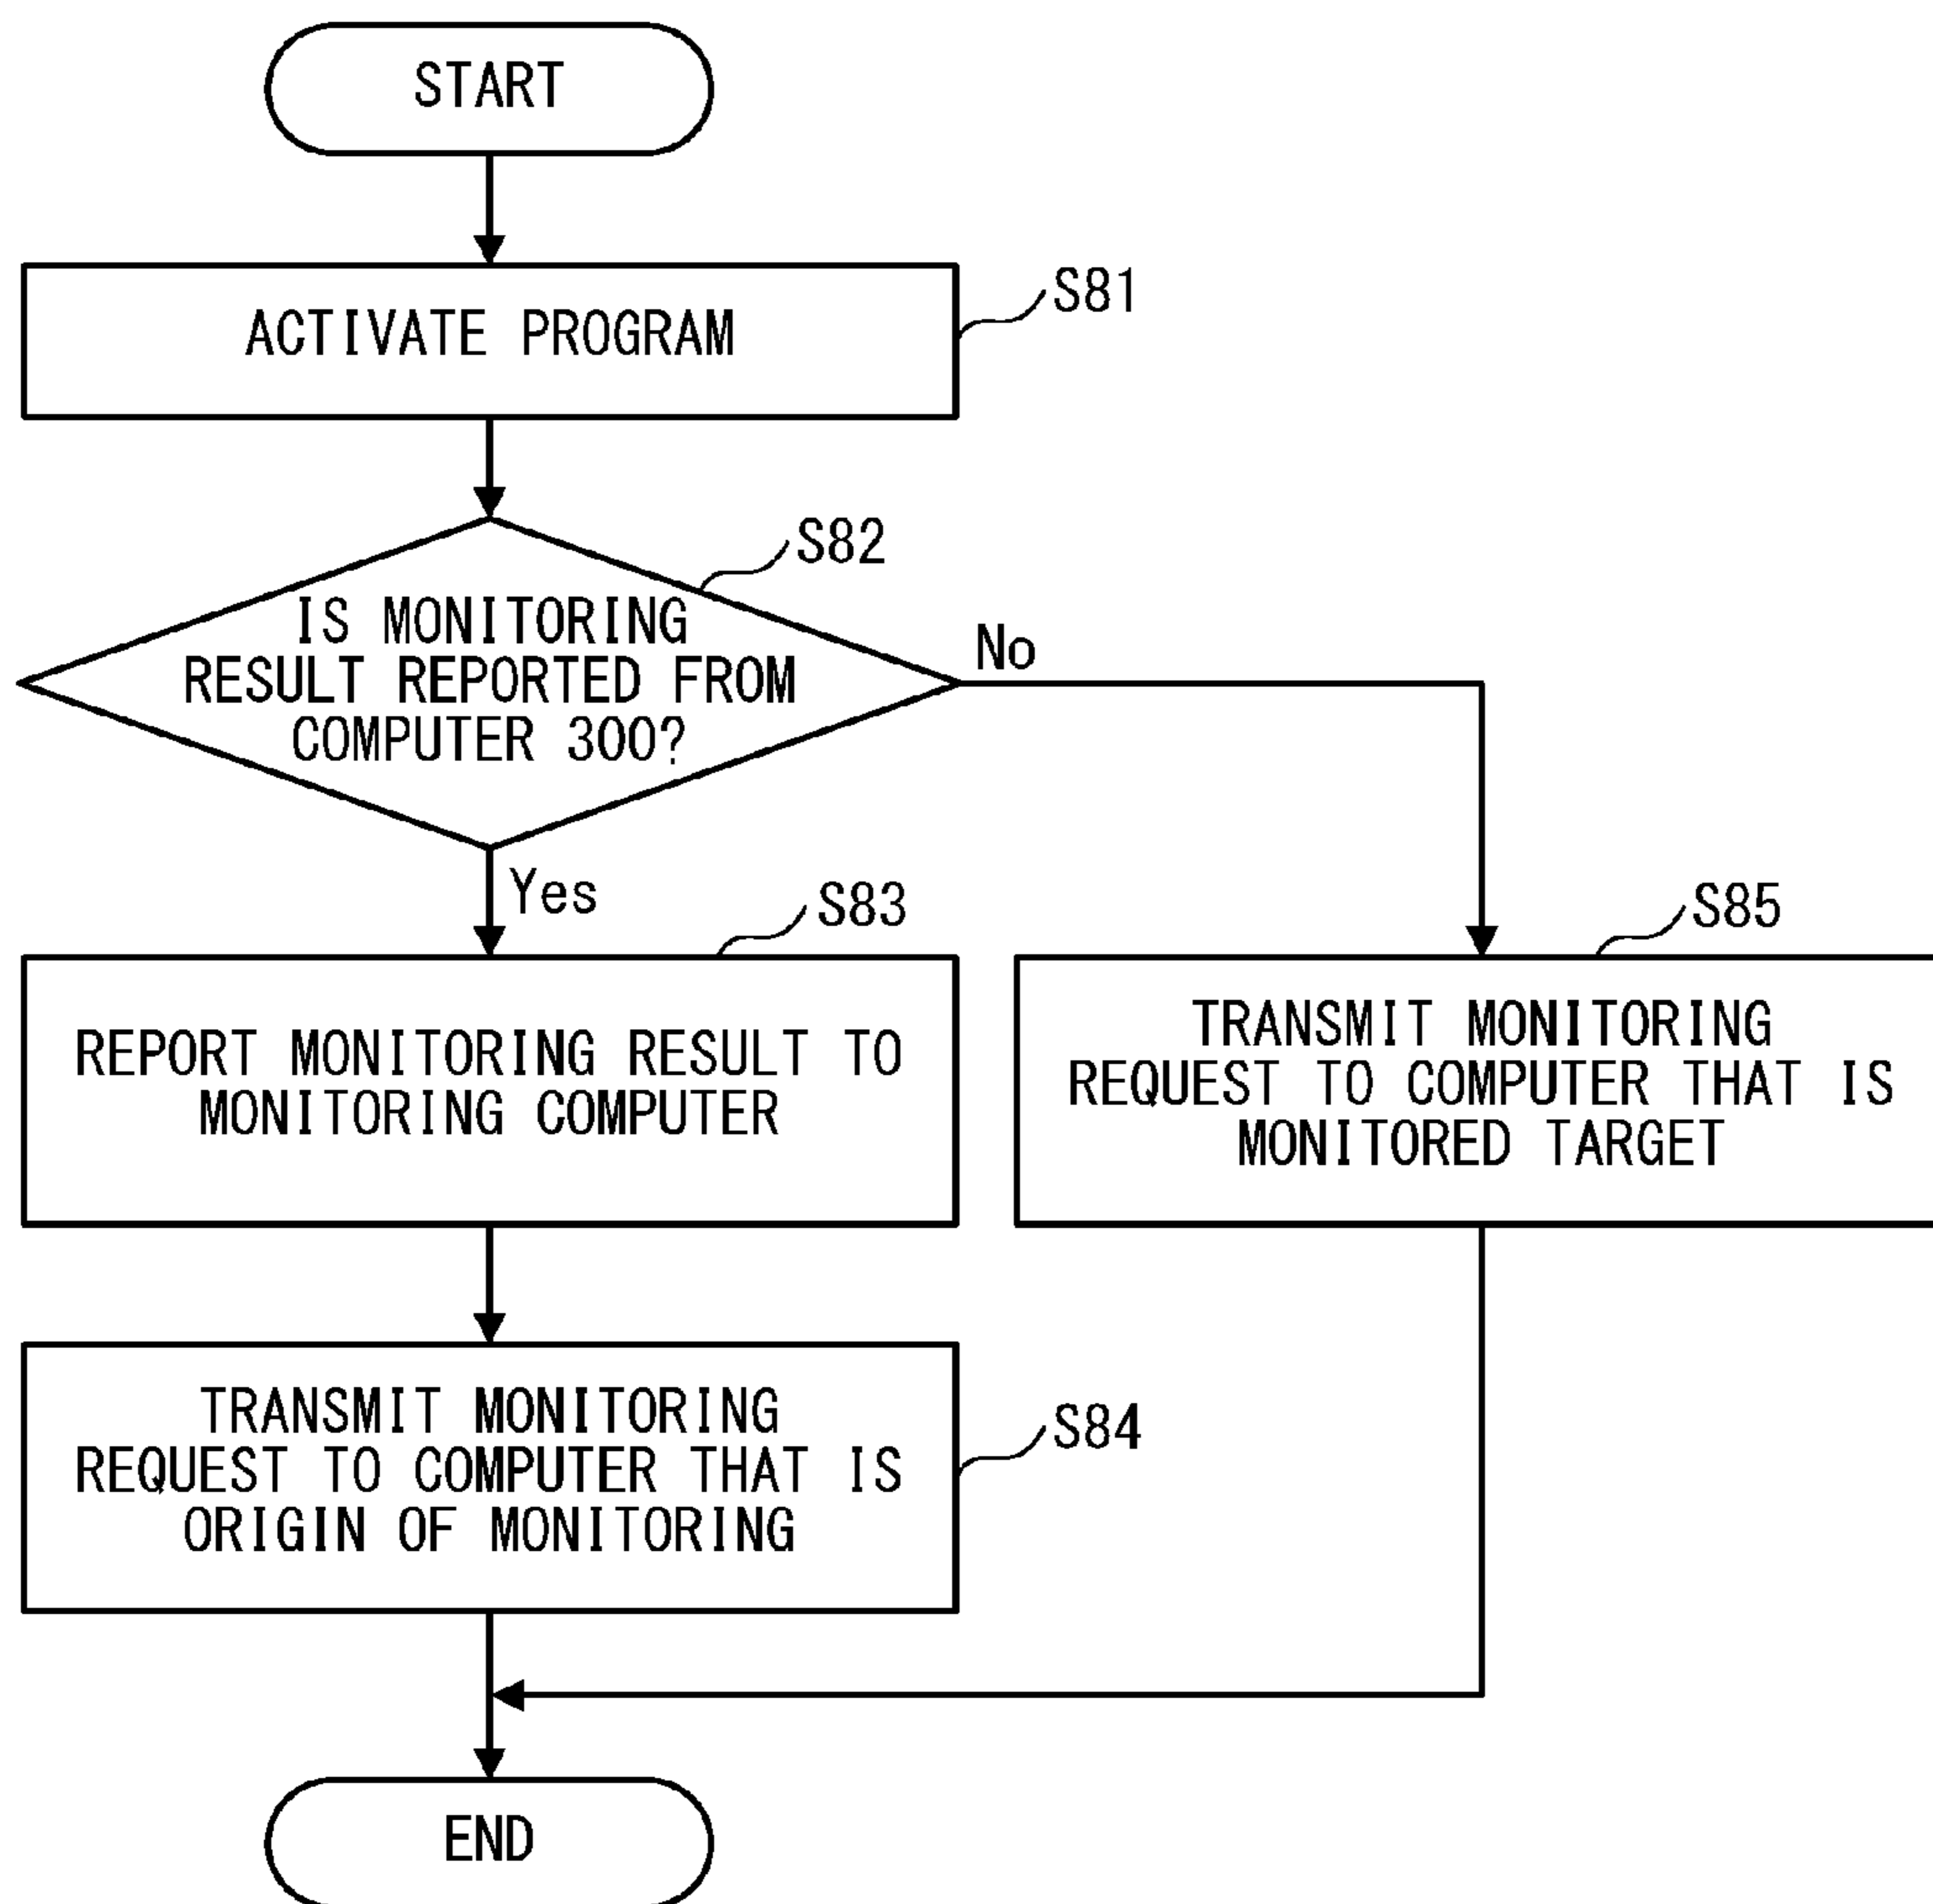 START
ACTIVATE PROGRAM
S81
S82
IS MONITORING
RESULT REPORTED FROM
COMPUTER 300?
No
Yes
S83
REPORT MONITORING RESULT TO
MONITORING COMPUTER
S85
TRANSMIT MONITORING
REQUEST TO COMPUTER THAT IS
MONITORED TARGET
TRANSMIT MONITORING
REQUEST TO COMPUTER THAT IS
ORIGIN OF MONITORING
S84
END